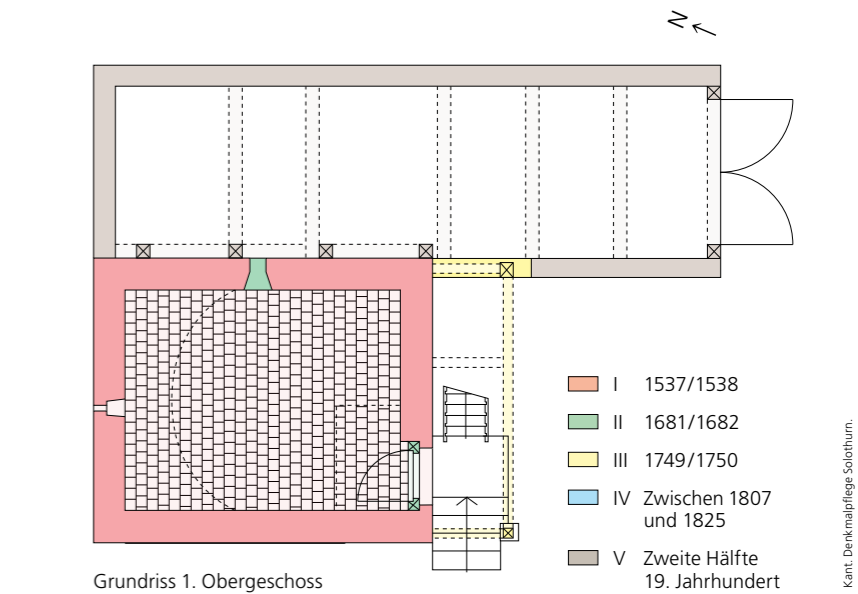 N
I 1537/1538
II 1681/1682
III 1749/1750
IV Zwischen 1807
und 1825
V Zweite Hälfte
19. Jahrhundert
Grundriss 1. Obergeschoss
Kant. Denkmalpflege Solothurn.